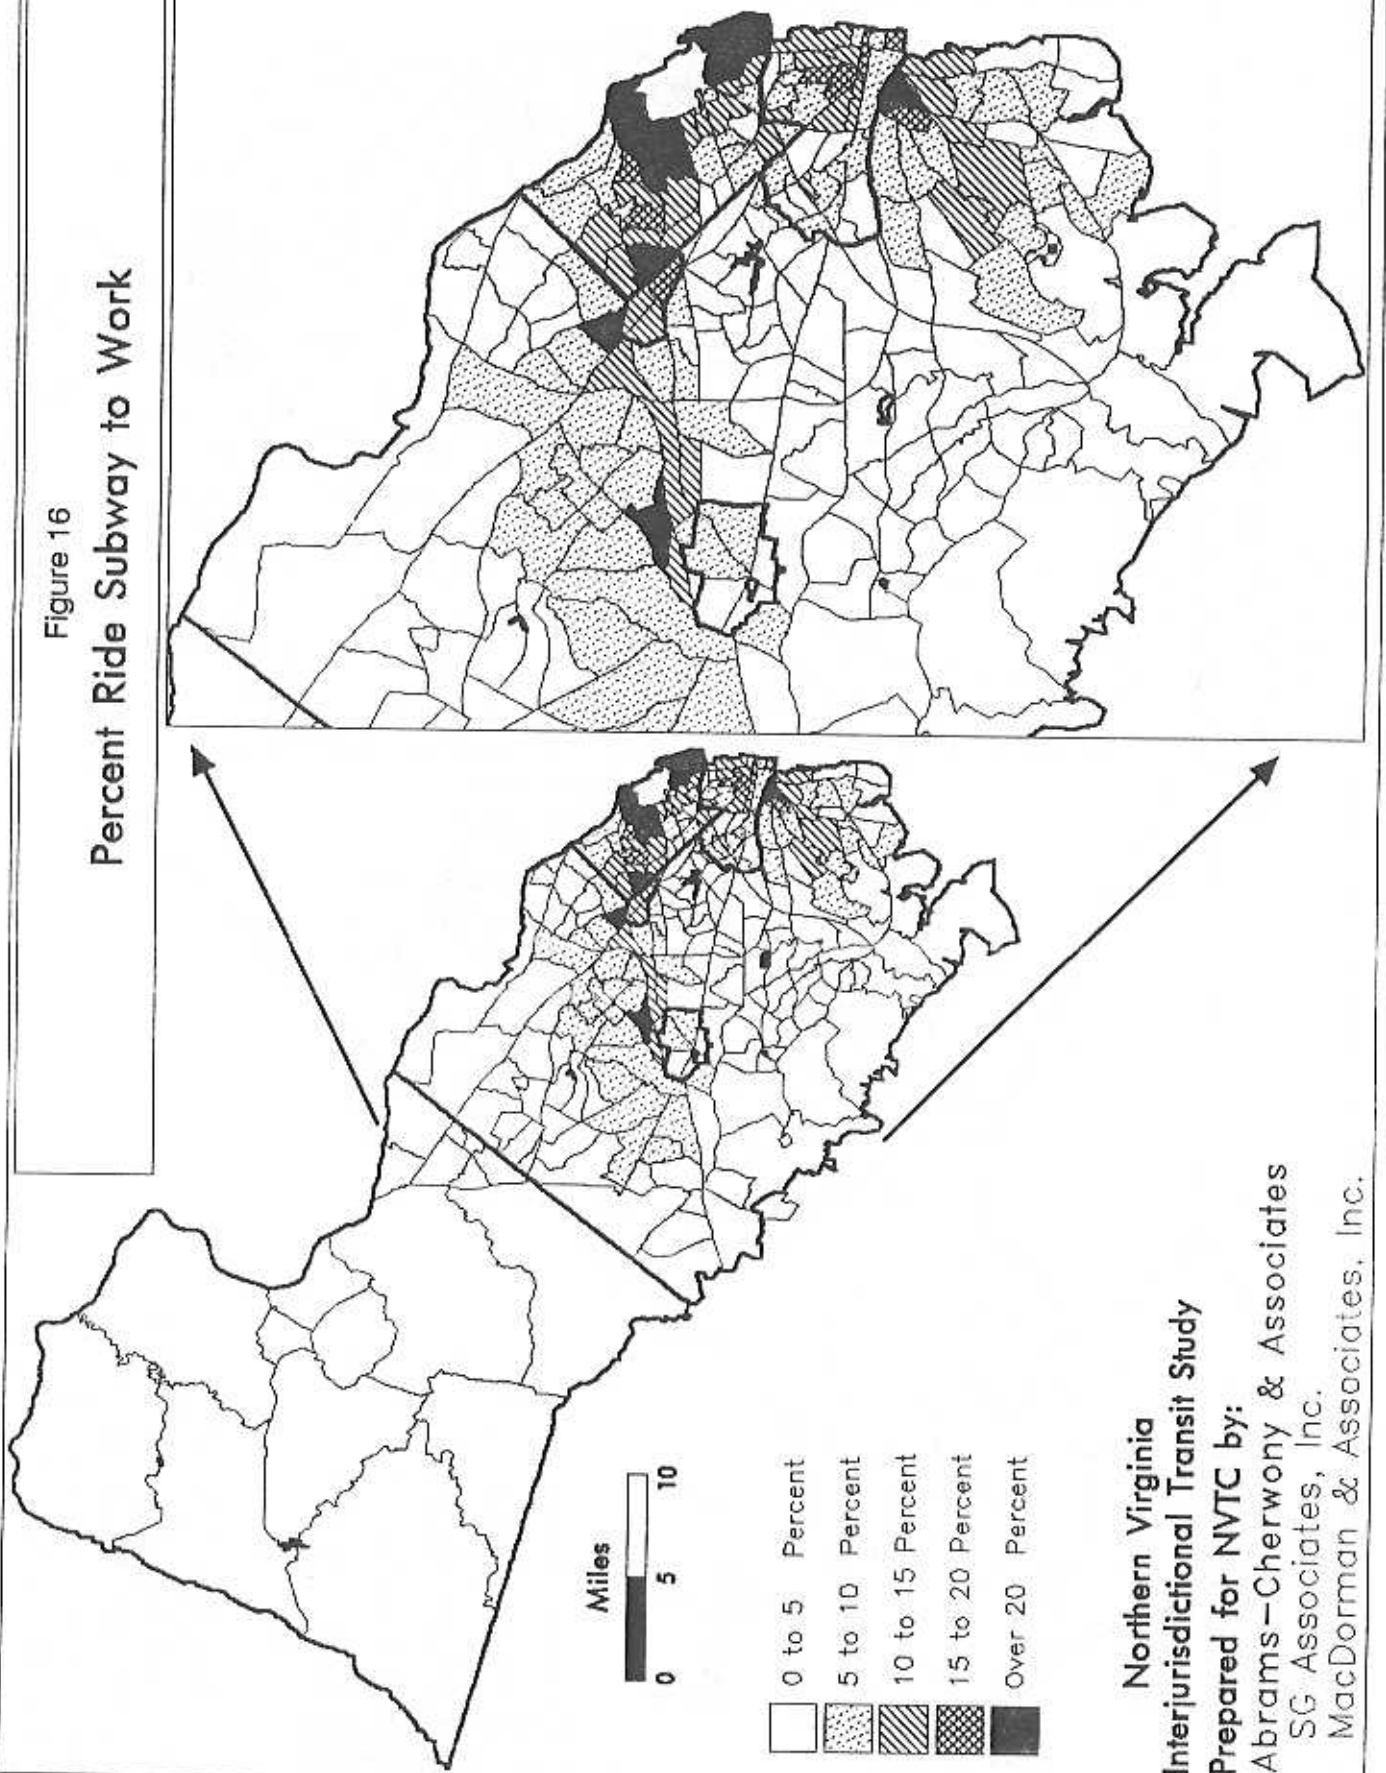 Figure 16
Percent Ride Subway to Work
Miles
0 5 10
0 to 5 Percent
5 to 10 Percent
10 to 15 Percent
15 to 20 Percent
Over 20 Percent
Northern Virginia
Interjurisdictional Transit Study
Prepared for NVTC by:
Abrams-Cherwony & Associates
SG Associates, Inc.
MacDorman & Associates, Inc.